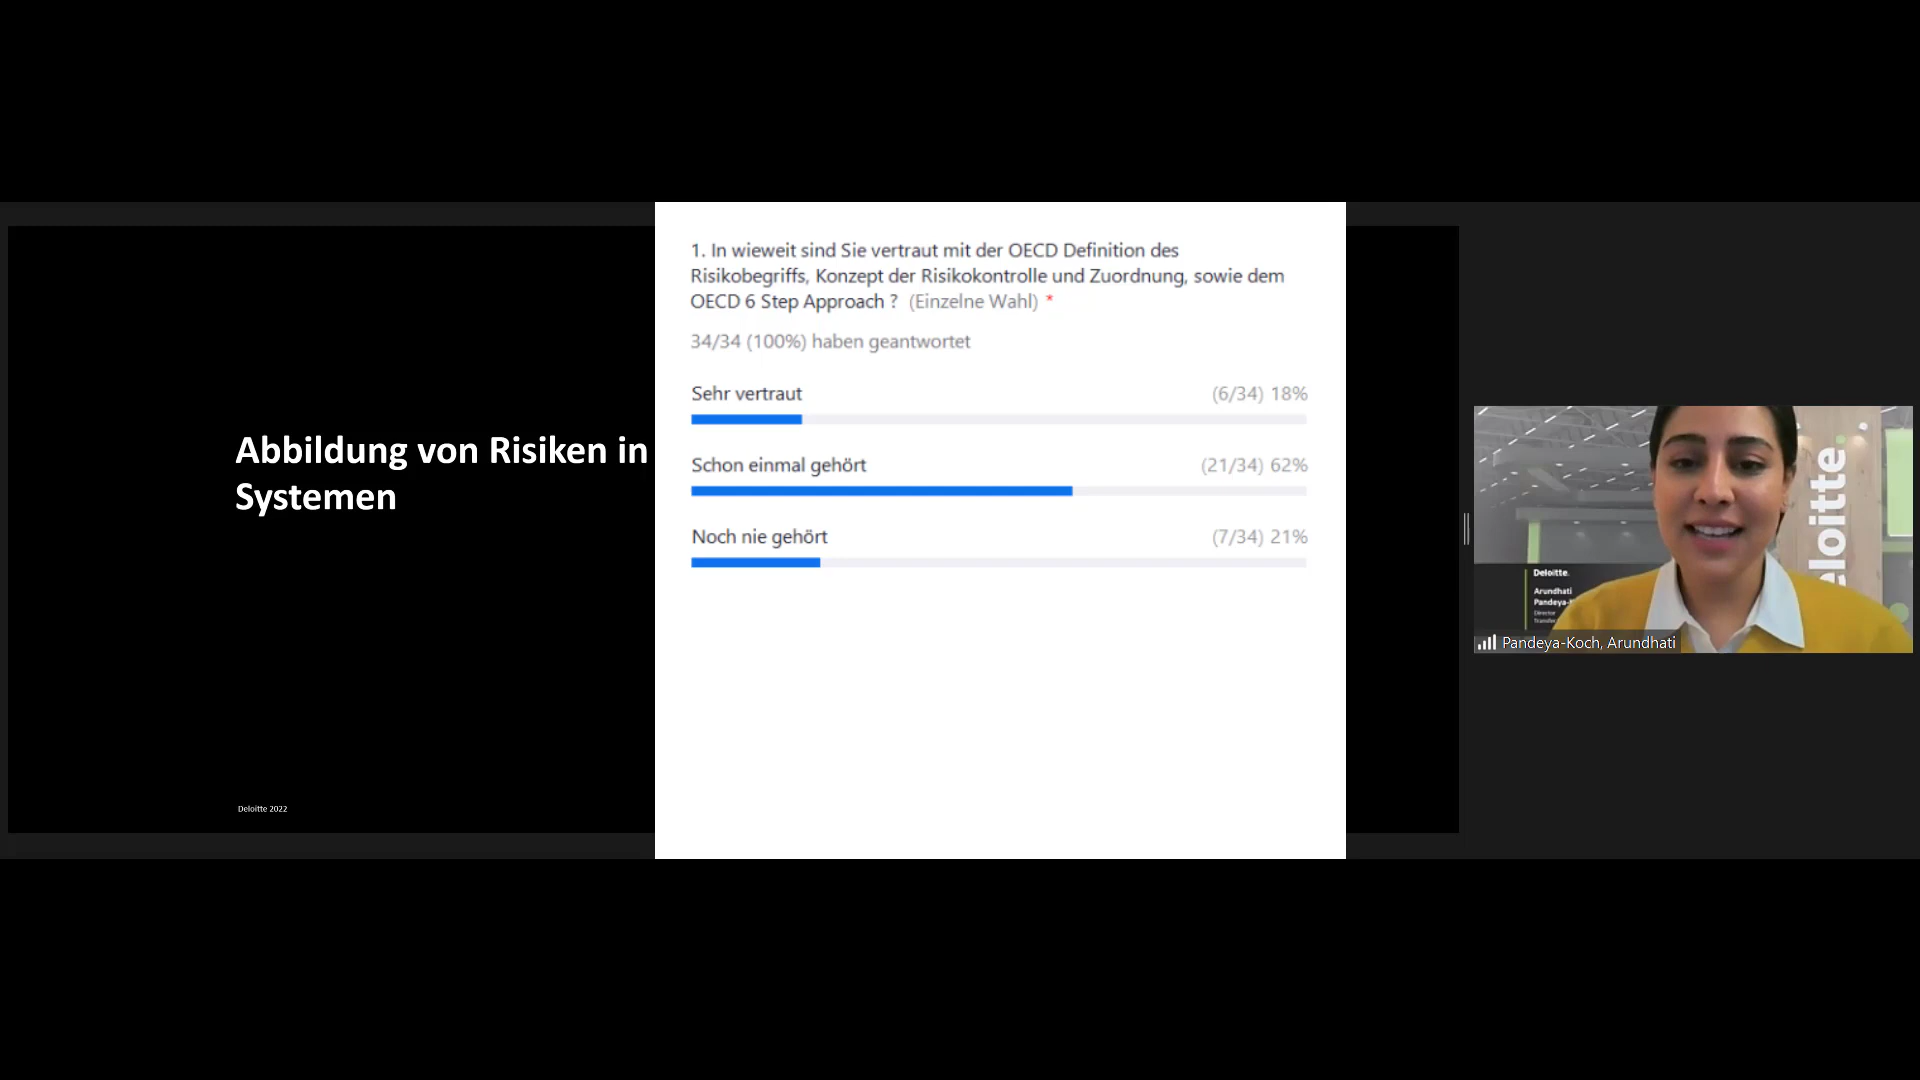 Abbildung von Risiken in
Systemen
Deloitte 2022
1. In wieweit sind Sie vertraut mit der OECD Definition des
Risikobegriffs, Konzept der Risikokontrolle und Zuordnung, sowie dem
OECD 6 Step Approach ? (Einzelne Wahl) *
34/34 (100%) haben geantwortet
Sehr vertraut (6/34) 18%
Schon einmal gehört (21/34) 62%
Noch nie gehört (7/34) 21%
eloitte.
Deloitte.
Arundhati
Pandeya-
Director
Pandeya-Koch, Arundhati